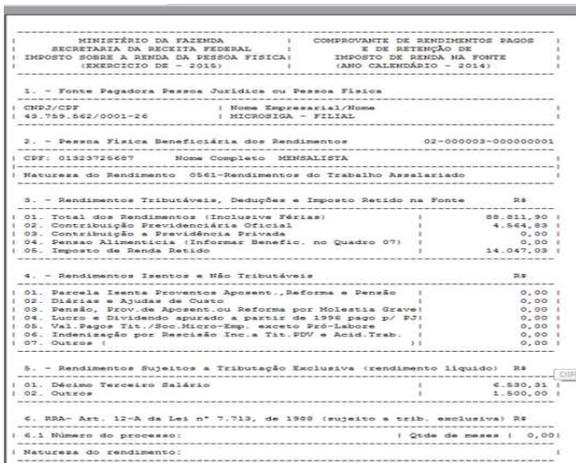 MINISTÉRIO DA FAZENDA | COMPROVANTE DE RENDIMENTOS PAGOS
SECRETARIA DA RECEITA FEDERAL | E DE RETENÇÃO DE
IMPOSTO SOBRE A RENDA DA PESSOA FISICA| IMPOSTO DE RENDA NA FONTE
(EXERCICIO DE - 2015) | (ANO CALENDÁRIO - 2014)
1. - Fonte Pagadora Pessoa Jurídica ou Pessoa Física
CNPJ/CPF | Nome Empresarial/Nome
43.759.562/0001-26 | MICROSIGA - FILIAL
2. - Pessoa Física Beneficiária dos Rendimentos 02-000003-000000001
CPF: 01323725687 Nome Completo MENSALISTA
Natureza do Rendimento 0561-Rendimentos do Trabalho Assalariado
3. - Rendimentos Tributáveis, Deduções e Imposto Retido na Fonte R$
01. Total dos Rendimentos (Inclusive Férias) | 88.811,90
02. Contribuição Previdenciária Oficial | 4.564,83
03. Contribuição a Previdência Privada | 0,00
04. Pensao Alimenticia (Informar Benefic. no Quadro 07) | 0,00
05. Imposto de Renda Retido | 14.047,03
4. - Rendimentos Isentos e Não Tributáveis R$
01. Parcela Isenta Proventos Aposent.,Reforma e Pensão | 0,00
02. Diárias e Ajudas de Custo | 0,00
03. Pensão, Prov.de Aposent.ou Reforma por Molestia Grave| 0,00
04. Lucro e Dividendo apurado a partir de 1996 pago p/ PJ| 0,00
05. Val.Pagos Tit./Soc.Micro-Emp. exceto Pró-Labore | 0,00
06. Indenização por Rescisão Inc.a Tit.PDV e Acid.Trab. | 0,00
07. Outros ( )| 0,00
5. - Rendimentos Sujeitos a Tributação Exclusiva (rendimento líquido) R$
01. Décimo Terceiro Salário | 6.530,31
02. Outros | 1.500,00
6. RRA- Art. 12-A da Lei n° 7.713, de 1988 (sujeito a trib. exclusiva) R$
6.1 Número do processo: | Qtde de meses | 0,00|
Natureza do rendimento: